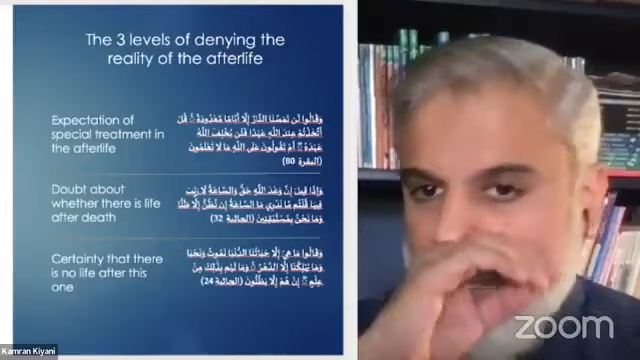 The 3 levels of denying the
reality of the afterlife
Expectation of
special treatment in
the afterlife
وَقَالُوا لَن تَمَسَّنَا النَّارُ إِلَّا أَيَّامًا مَّعْدُودَةً ۚ قُلْ
أَتَّخَذْتُمْ عِندَ اللَّهِ عَهْدًا فَلَن يُخْلِفَ اللَّهُ
عَهْدَهُ ۖ أَمْ تَقُولُونَ عَلَى اللَّهِ مَا لَا تَعْلَمُونَ
(البقرة 80)
Doubt about
whether there is life
after death
وَإِذَا قِيلَ إِنَّ وَعْدَ اللَّهِ حَقٌّ وَالسَّاعَةُ لَا رَيْبَ
فِيهَا قُلْتُم مَّا نَدْرِي مَا السَّاعَةُ إِن نَّظُنُّ إِلَّا ظَنًّا
وَمَا نَحْنُ بِمُسْتَيْقِنِينَ (الجاثية 32)
Certainty that there
is no life after this
one
وَقَالُوا مَا هِيَ إِلَّا حَيَاتُنَا الدُّنْيَا نَمُوتُ وَنَحْيَا
وَمَا يُهْلِكُنَا إِلَّا الدَّهْرُ ۚ وَمَا لَهُم بِذَٰلِكَ مِنْ
عِلْمٍ ۖ إِنْ هُمْ إِلَّا يَظُنُّونَ (الجاثية 24)
Kamran Kiyani
zoom